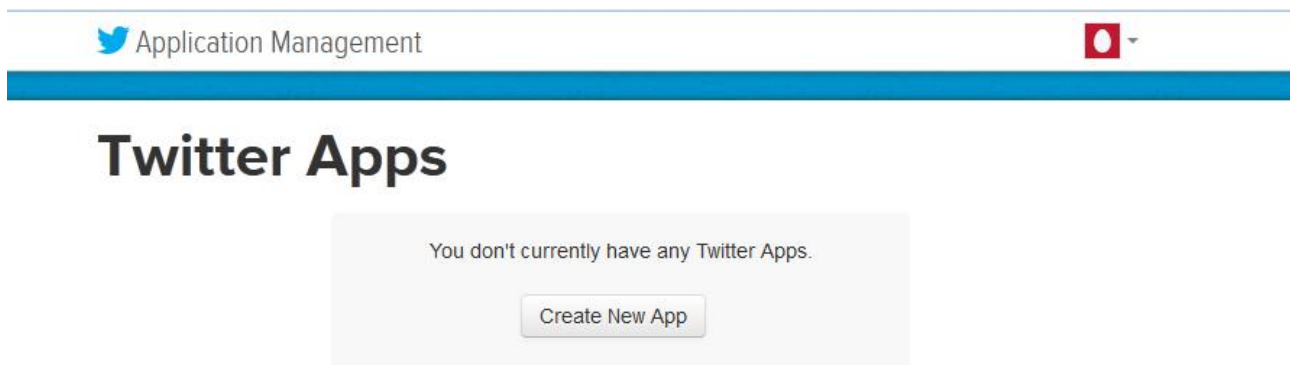 Application Management
Twitter Apps
You don't currently have any Twitter Apps.
Create New App